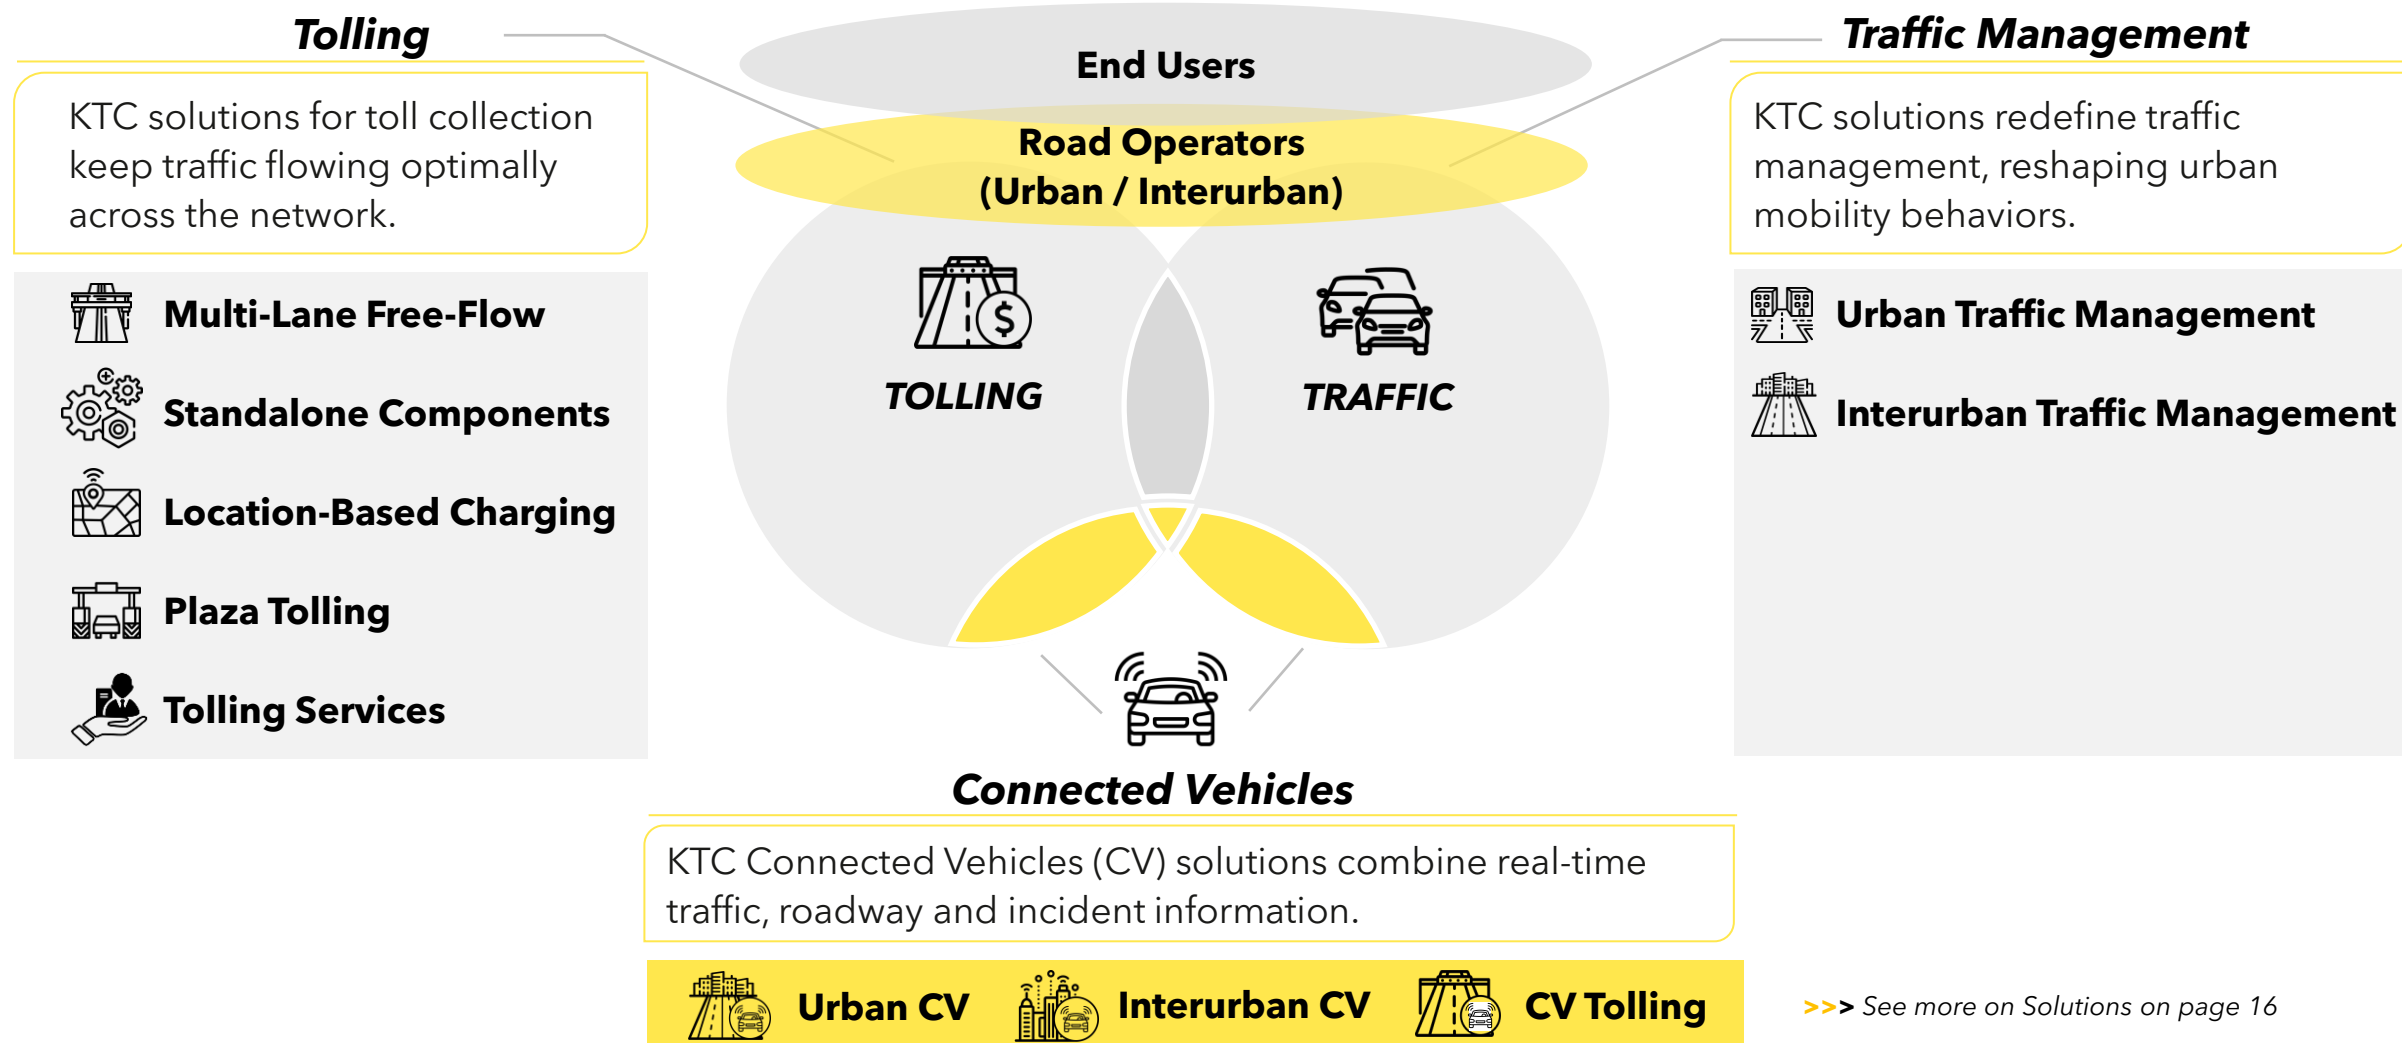 Tolling
KTC solutions for toll collection
keep traffic flowing optimally
across the network.
Multi-Lane Free-Flow
Standalone Components
Location-Based Charging
Plaza Tolling
Tolling Services
End Users
Road Operators
(Urban / Interurban)
$
TOLLING
TRAFFIC
Traffic Management
KTC solutions redefine traffic
management, reshaping urban
mobility behaviors.
Urban Traffic Management
Interurban Traffic Management
Connected Vehicles
KTC Connected Vehicles (CV) solutions combine real-time
traffic, roadway and incident information.
Urban CV
Interurban CV
CV Tolling
>>> See more on Solutions on page 16